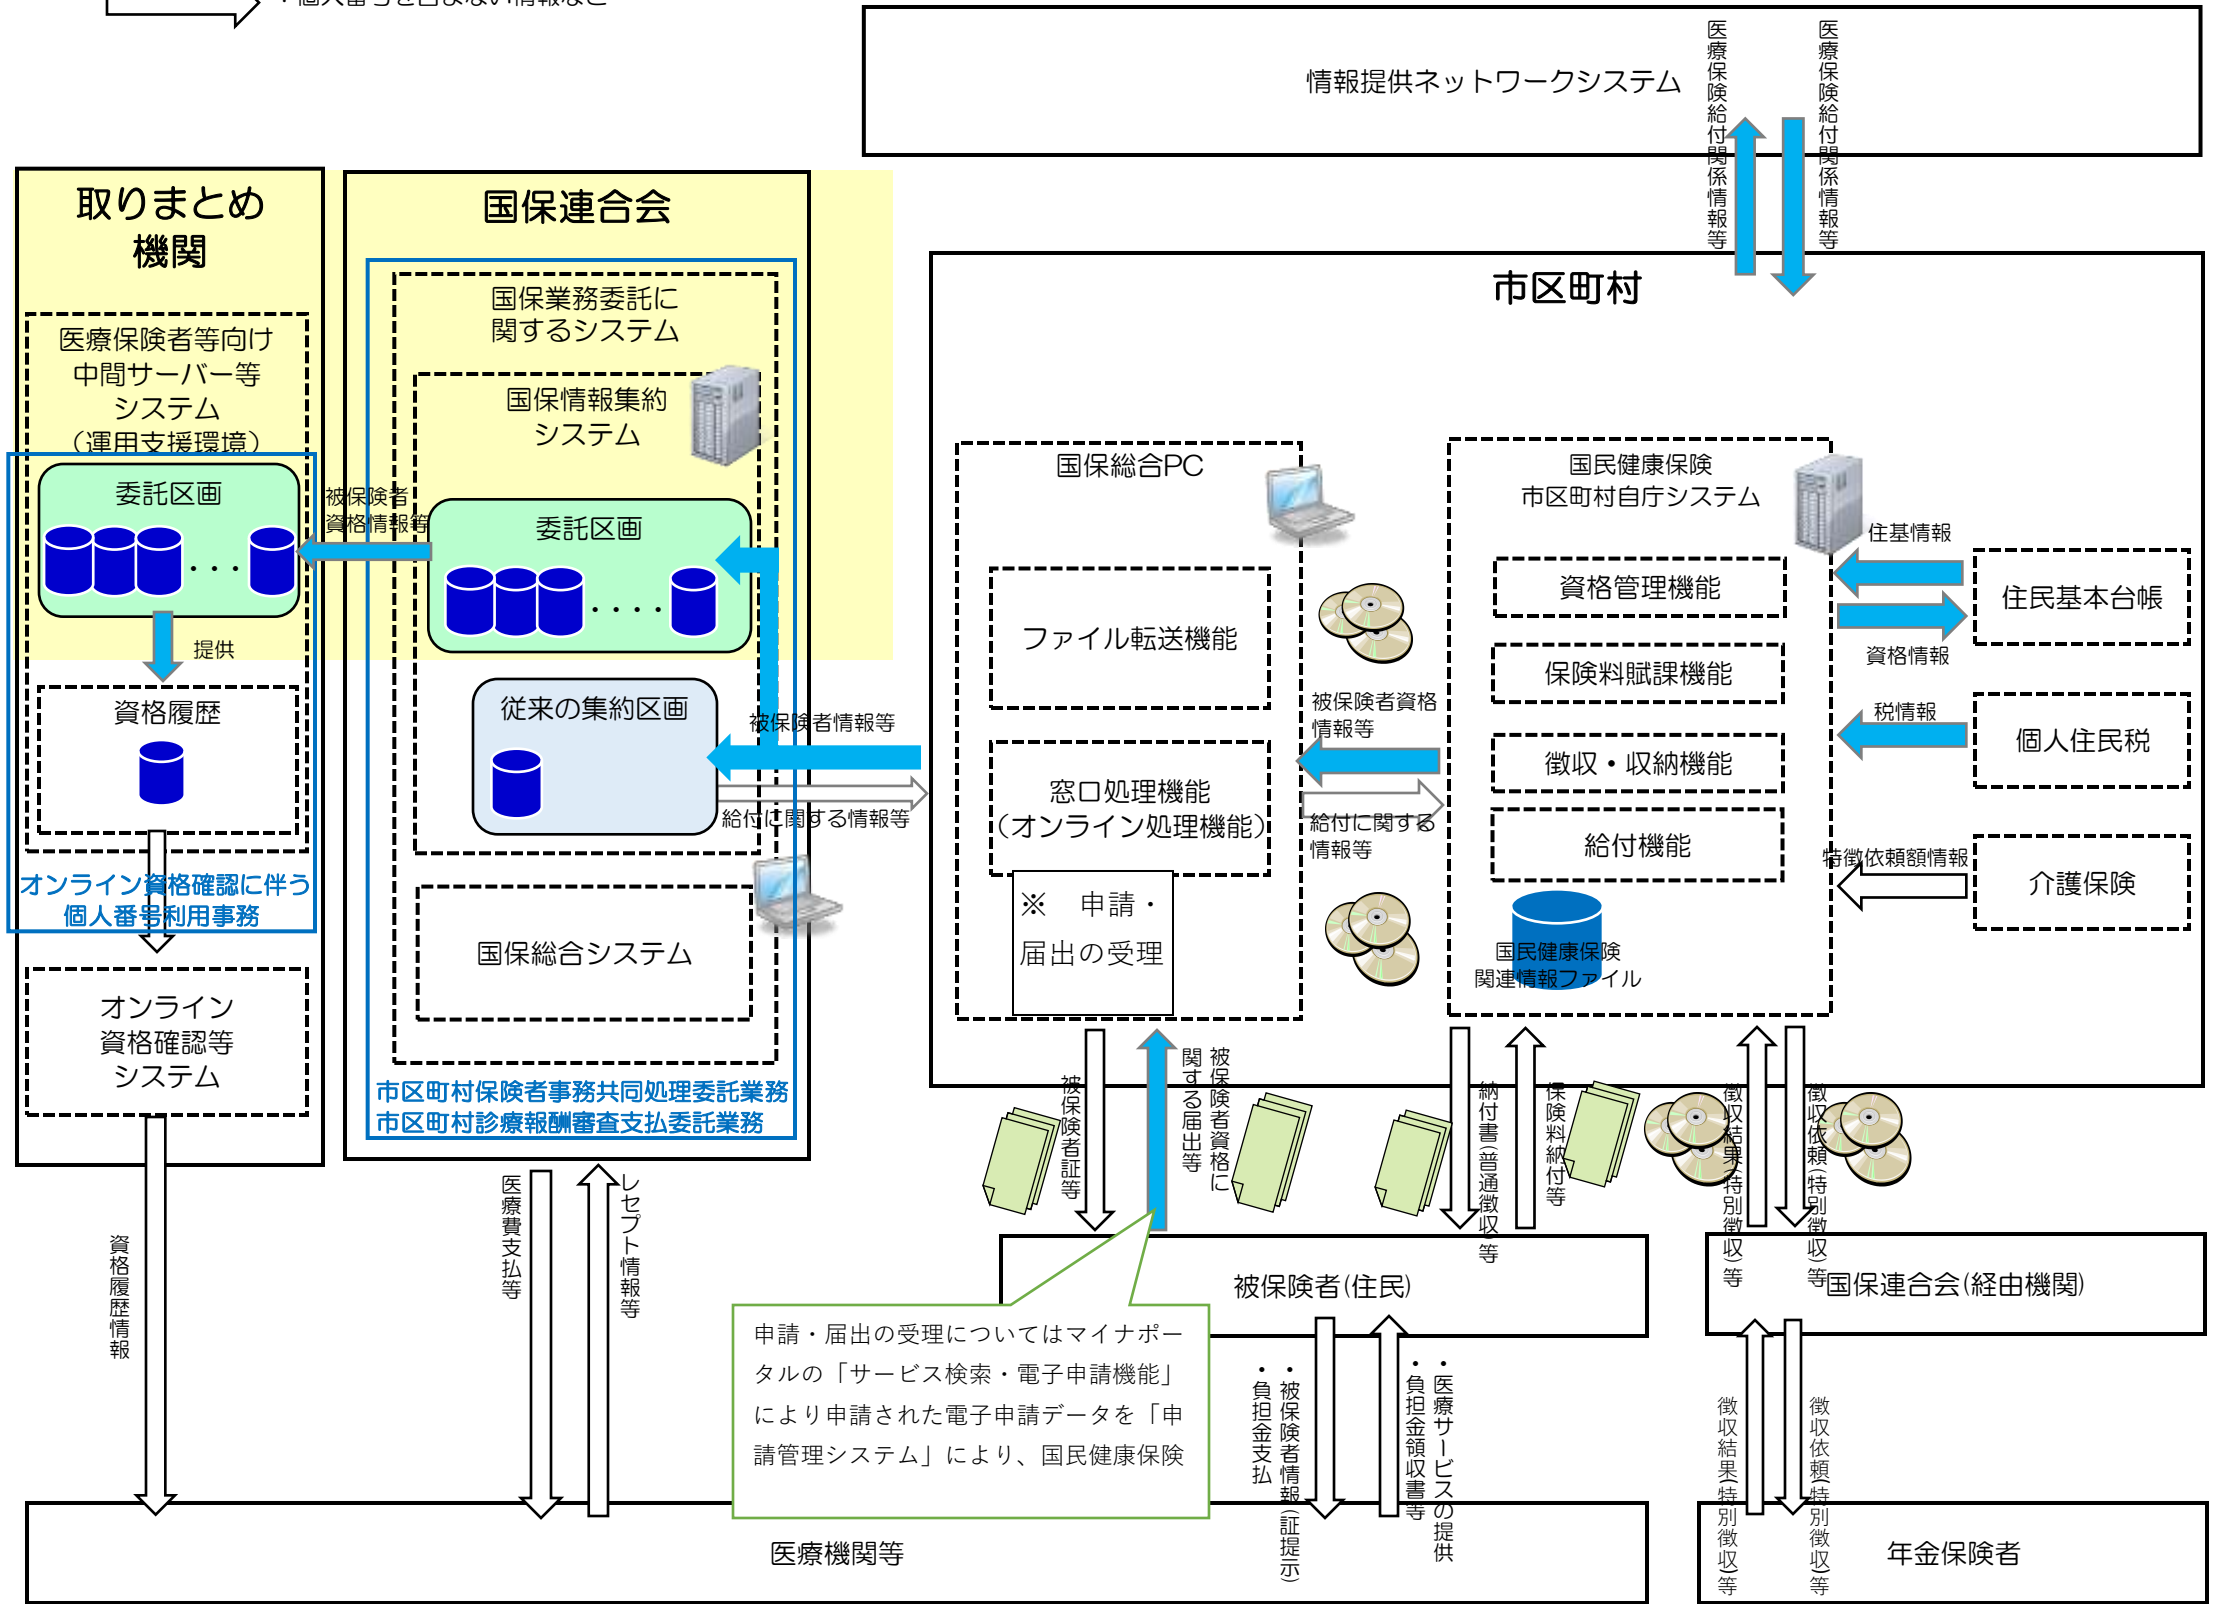 ：個人番号を含まない情報など
情報提供ネットワークシステム
医療保険給付関係情報等
医療保険給付関係情報等
取りまとめ
機関
医療保険者等向け
中間サーバー等
システム
（運用支援環境）
委託区画
・・・
提供
資格履歴
オンライン資格確認に伴う
個人番号利用事務
オンライン
資格確認等
システム
資格履歴情報
被保険者
資格情報等
国保連合会
国保業務委託に
関するシステム
国保情報集約
システム
委託区画
・・・・
従来の集約区画
被保険者情報等
給付に関する情報等
国保総合システム
市区町村保険者事務共同処理委託業務
市区町村診療報酬審査支払委託業務
医療費支払等
レセプト情報等
市区町村
国保総合PC
ファイル転送機能
窓口処理機能
（オンライン処理機能）
※　申請・
届出の受理
被保険者資格
情報等
給付に関する
情報等
国民健康保険
市区町村自庁システム
資格管理機能
保険料賦課機能
徴収・収納機能
給付機能
国民健康保険
関連情報ファイル
住基情報
資格情報
税情報
特徴依頼額情報
住民基本台帳
個人住民税
介護保険
被保険者証等
被保険者資格に
関する届出等
納付書(普通徴収)等
保険料納付等
徴収結果(特別徴収)等
徴収依頼(特別徴収)等
被保険者(住民)
国保連合会(経由機関)
申請・届出の受理についてはマイナポー
タルの「サービス検索・電子申請機能」
により申請された電子申請データを「申
請管理システム」により、国民健康保険
・被保険者情報(証提示)
・負担金支払
・医療サービスの提供
・負担金領収書等
徴収結果(特別徴収)等
徴収依頼(特別徴収)等
医療機関等
年金保険者